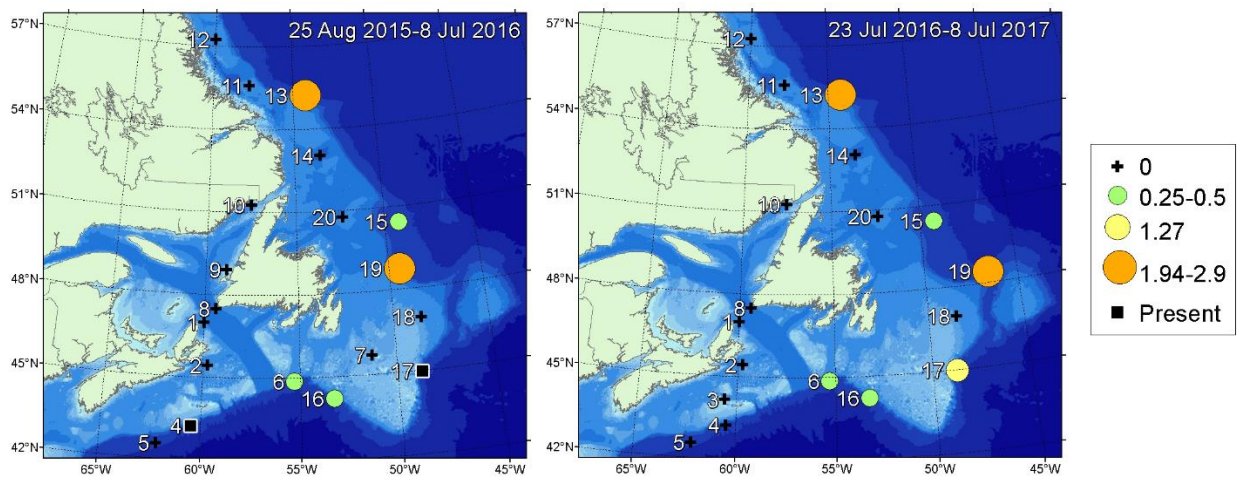 25 Aug 2015-8 Jul 2016
57°N
54°N
51°N
48°N
45°N
42°N
12
11
13
14
10
20
15
9
19
8
1
18
2
7
17
6
16
4
5
65°W
60°W
55°W
50°W
45°W
23 Jul 2016-8 Jul 2017
57°N
54°N
51°N
48°N
45°N
42°N
12
11
13
14
10
20
15
19
8
1
18
2
17
6
16
3
4
5
65°W
60°W
55°W
50°W
45°W
0
0.25-0.5
1.27
1.94-2.9
Present